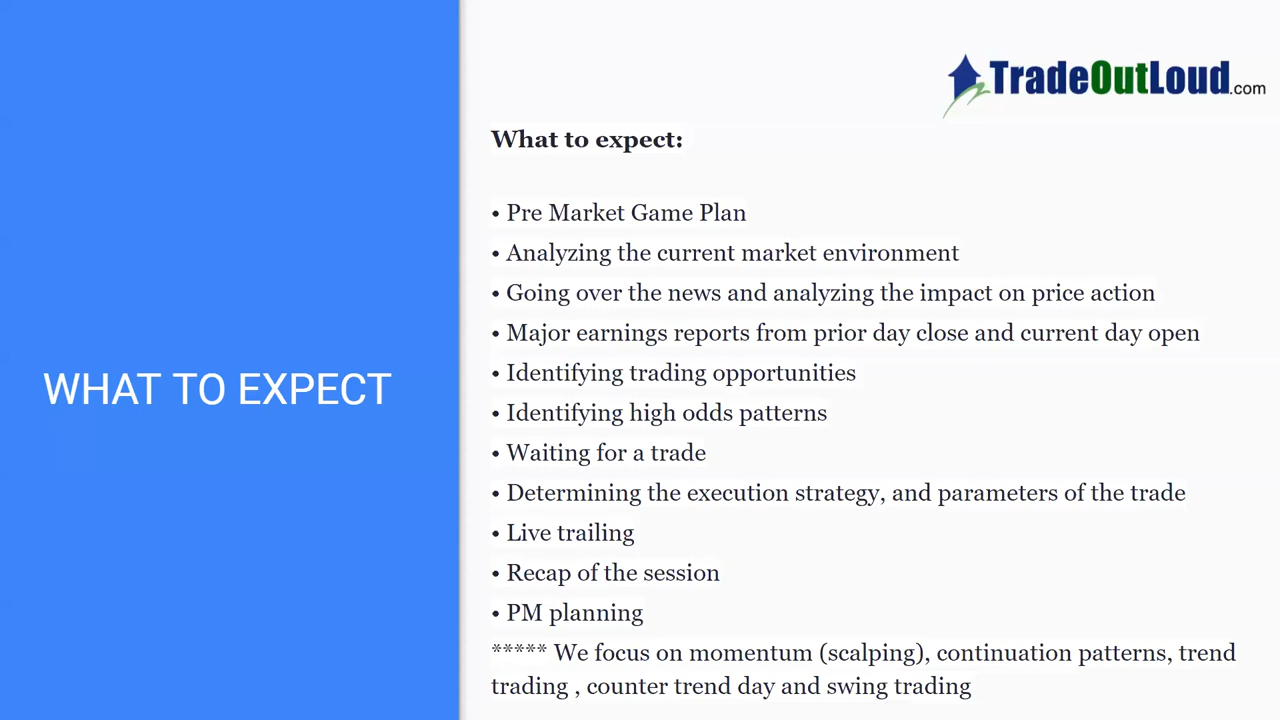 TradeOutLoud.com
What to expect:
• Pre Market Game Plan
• Analyzing the current market environment
• Going over the news and analyzing the impact on price action
• Major earnings reports from prior day close and current day open
• Identifying trading opportunities
WHAT TO EXPECT
• Identifying high odds patterns
• Waiting for a trade
• Determining the execution strategy, and parameters of the trade
• Live trailing
• Recap of the session
• PM planning
***** We focus on momentum (scalping), continuation patterns, trend
trading , counter trend day and swing trading